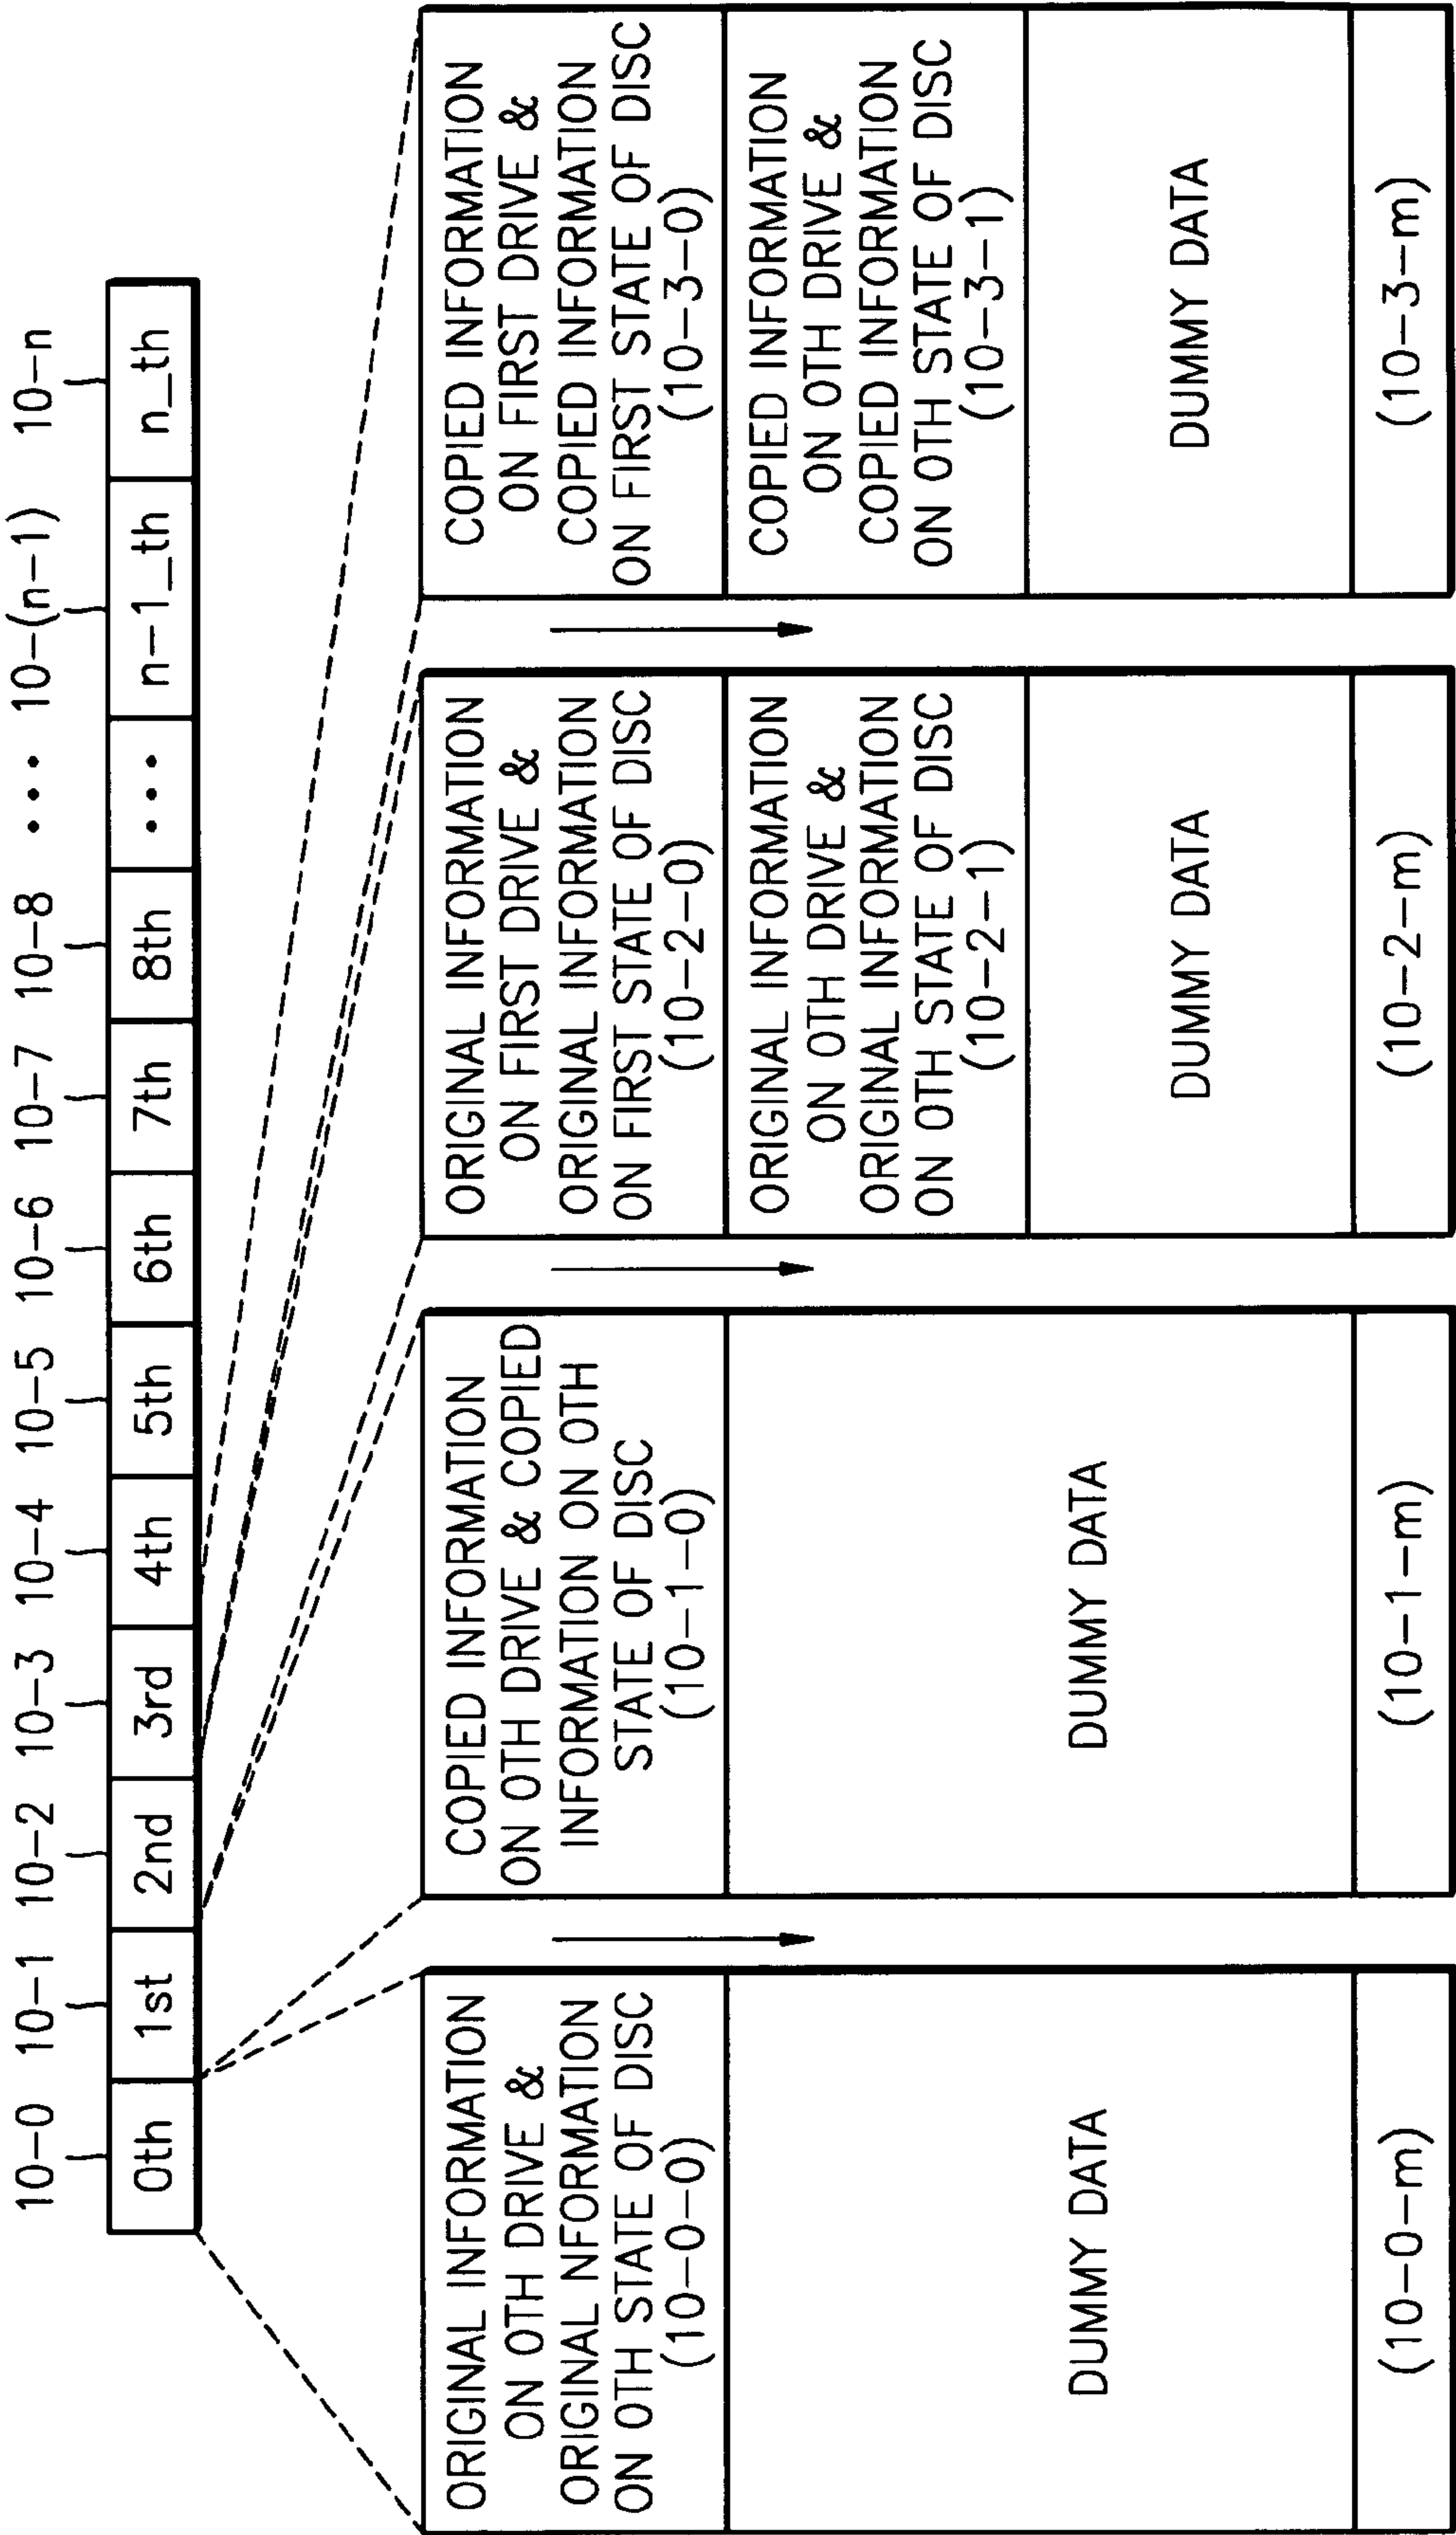 10-0 10-1 10-2 10-3 10-4 10-5 10-6 10-7 10-8 ••• 10-(n-1) 10-n
0th 1st 2nd 3rd 4th 5th 6th 7th 8th ••• n-1_th n_th
ORIGINAL INFORMATION
ON 0TH DRIVE &
ORIGINAL NFORMATION
ON 0TH STATE OF DISC
(10-0-0)
DUMMY DATA
(10-0-m)
COPIED INFORMATION
ON 0TH DRIVE & COPIED
INFORMATION ON 0TH
STATE OF DISC
(10-1-0)
DUMMY DATA
(10-1-m)
ORIGINAL INFORMATION
ON FIRST DRIVE &
ORIGINAL INFORMATION
ON FIRST STATE OF DISC
(10-2-0)
ORIGINAL INFORMATION
ON 0TH DRIVE &
ORIGINAL INFORMATION
ON 0TH STATE OF DISC
(10-2-1)
DUMMY DATA
(10-2-m)
COPIED INFORMATION
ON FIRST DRIVE &
COPIED INFORMATION
ON FIRST STATE OF DISC
(10-3-0)
COPIED INFORMATION
ON 0TH DRIVE &
COPIED INFORMATION
ON 0TH STATE OF DISC
(10-3-1)
DUMMY DATA
(10-3-m)